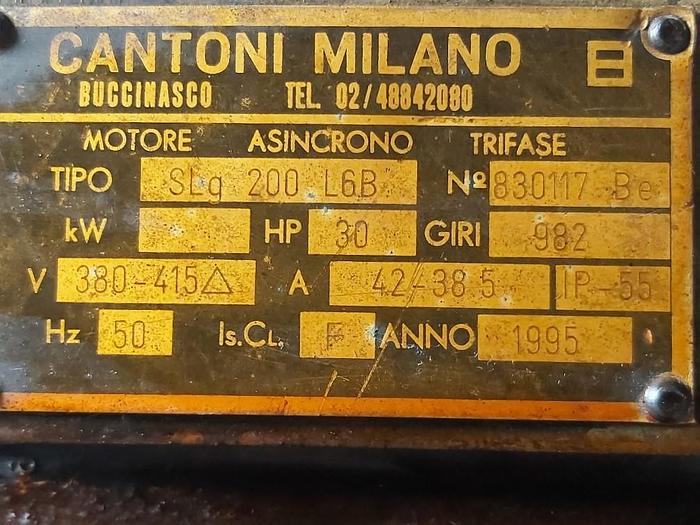 CANTONI MILANO
BUCCINASCO TEL. 02/48842080
MOTORE ASINCRONO TRIFASE
TIPO SLg 200 L6B Nº 830117 Be
kW HP 30 GIRI 982
V 380-415△ A 42-38 5 IP-55
Hz 50 Is.CL. F ANNO 1995